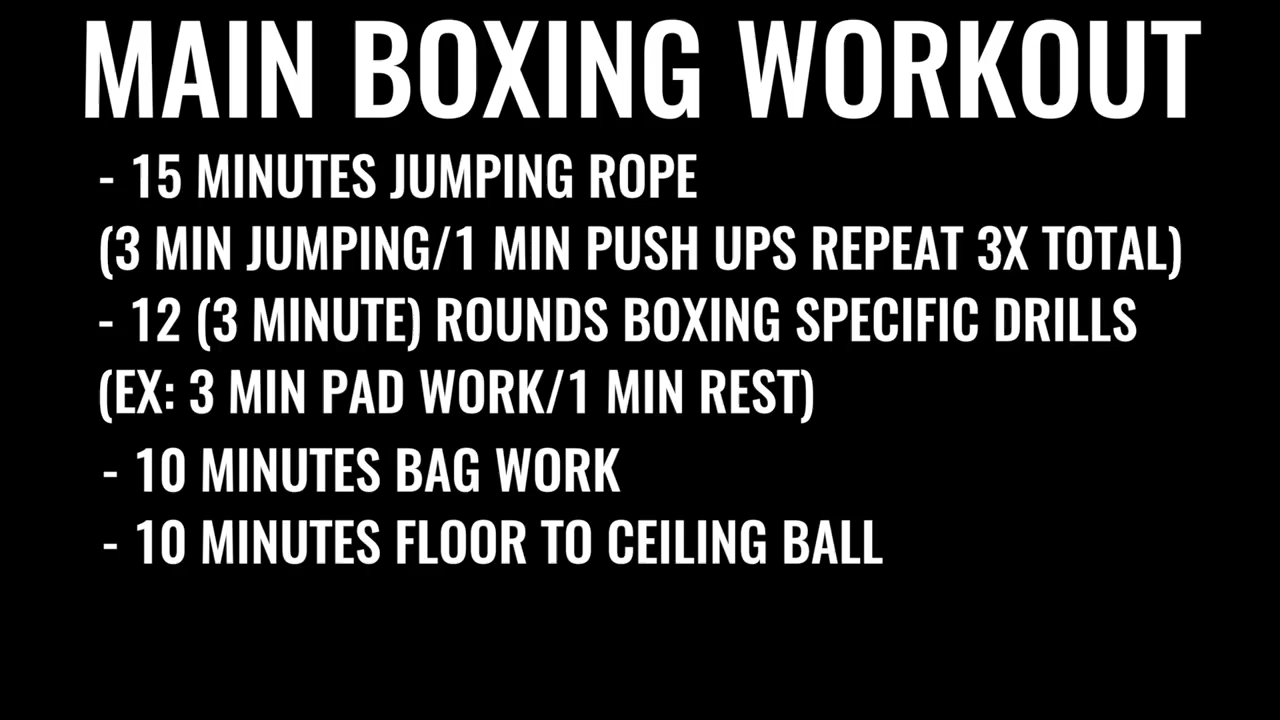 MAIN BOXING WORKOUT
- 15 MINUTES JUMPING ROPE
(3 MIN JUMPING/1 MIN PUSH UPS REPEAT 3X TOTAL)
- 12 (3 MINUTE) ROUNDS BOXING SPECIFIC DRILLS
(EX: 3 MIN PAD WORK/1 MIN REST)
- 10 MINUTES BAG WORK
- 10 MINUTES FLOOR TO CEILING BALL